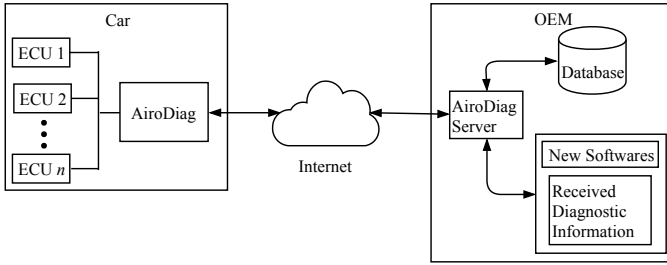 Car
ECU 1
ECU 2
ECU n
AiroDiag
Internet
OEM
Database
AiroDiag
Server
New Softwares
Received
Diagnostic
Information